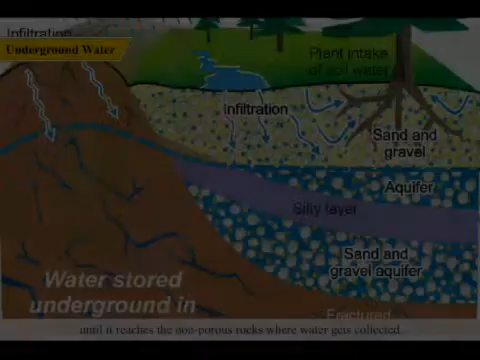 Infiltration
Underground Water
Plant intake
of soil water
Infiltration
Sand and
gravel
Aquifer
Silty layer
Sand and
gravel aquifer
Water stored
underground in
Fractured
until it reaches the non-porous rocks where water gets collected.